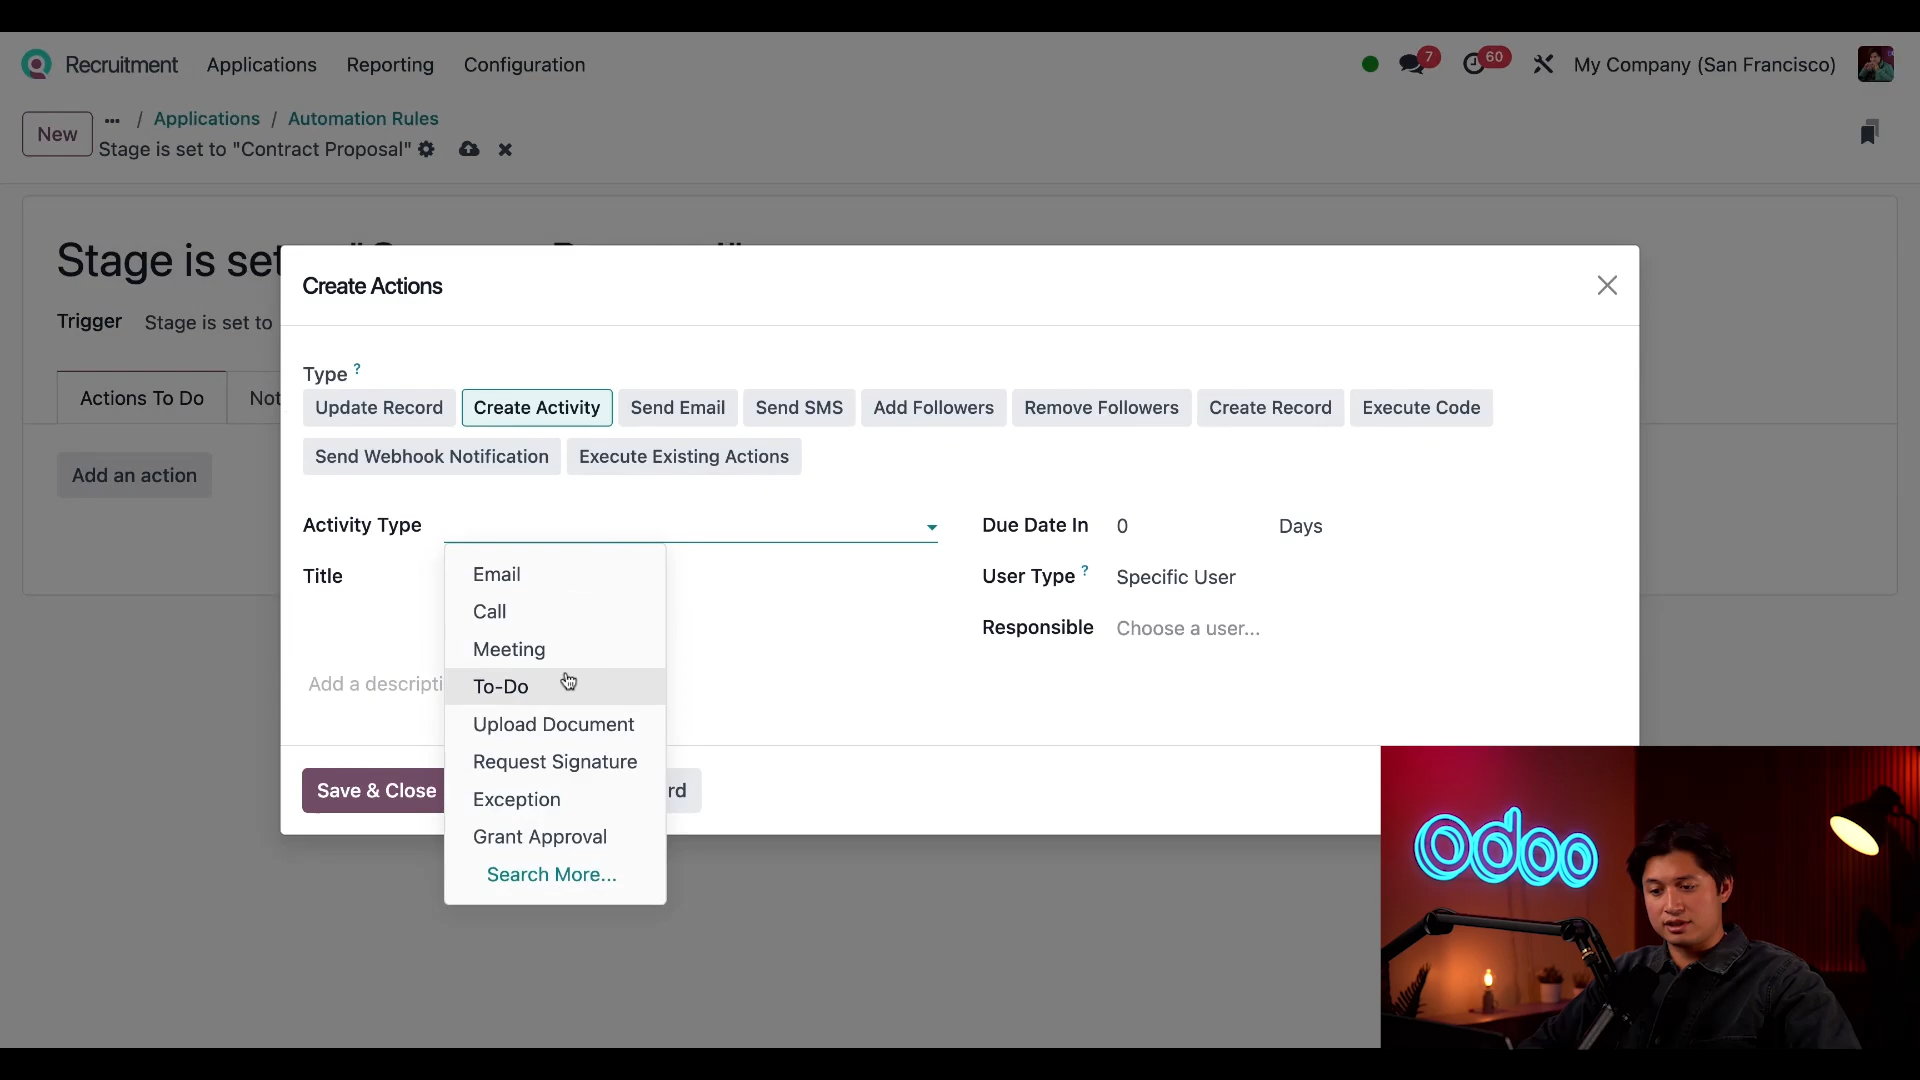 Recruitment Applications Reporting Configuration 7 60 My Company (San Francisco)
New ... / Applications / Automation Rules
Stage is set to "Contract Proposal"
Stage is set
Trigger Stage is set to
Actions To Do Not
Add an action
Create Actions
Type ?
Update Record Create Activity Send Email Send SMS Add Followers Remove Followers Create Record Execute Code
Send Webhook Notification Execute Existing Actions
Activity Type Due Date In 0 Days
Title User Type ? Specific User
Responsible Choose a user...
Add a descripti
Email
Call
Meeting
To-Do
Upload Document
Request Signature
Exception
Grant Approval
Search More...
Save & Close rd
odoo